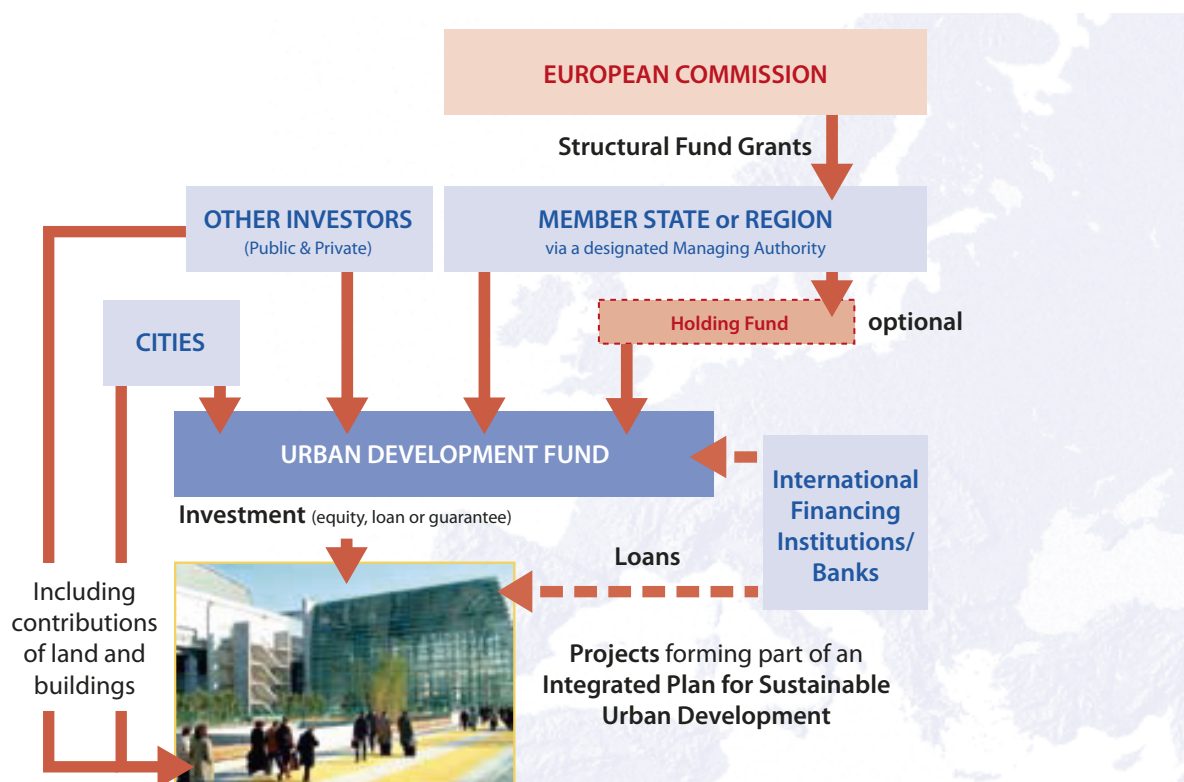 EUROPEAN COMMISSION
Structural Fund Grants
OTHER INVESTORS
(Public & Private)
MEMBER STATE or REGION
via a designated Managing Authority
Holding Fund
optional
CITIES
URBAN DEVELOPMENT FUND
International
Financing
Institutions/
Banks
Investment (equity, loan or guarantee)
Loans
Including
contributions
of land and
buildings
Projects forming part of an
Integrated Plan for Sustainable
Urban Development